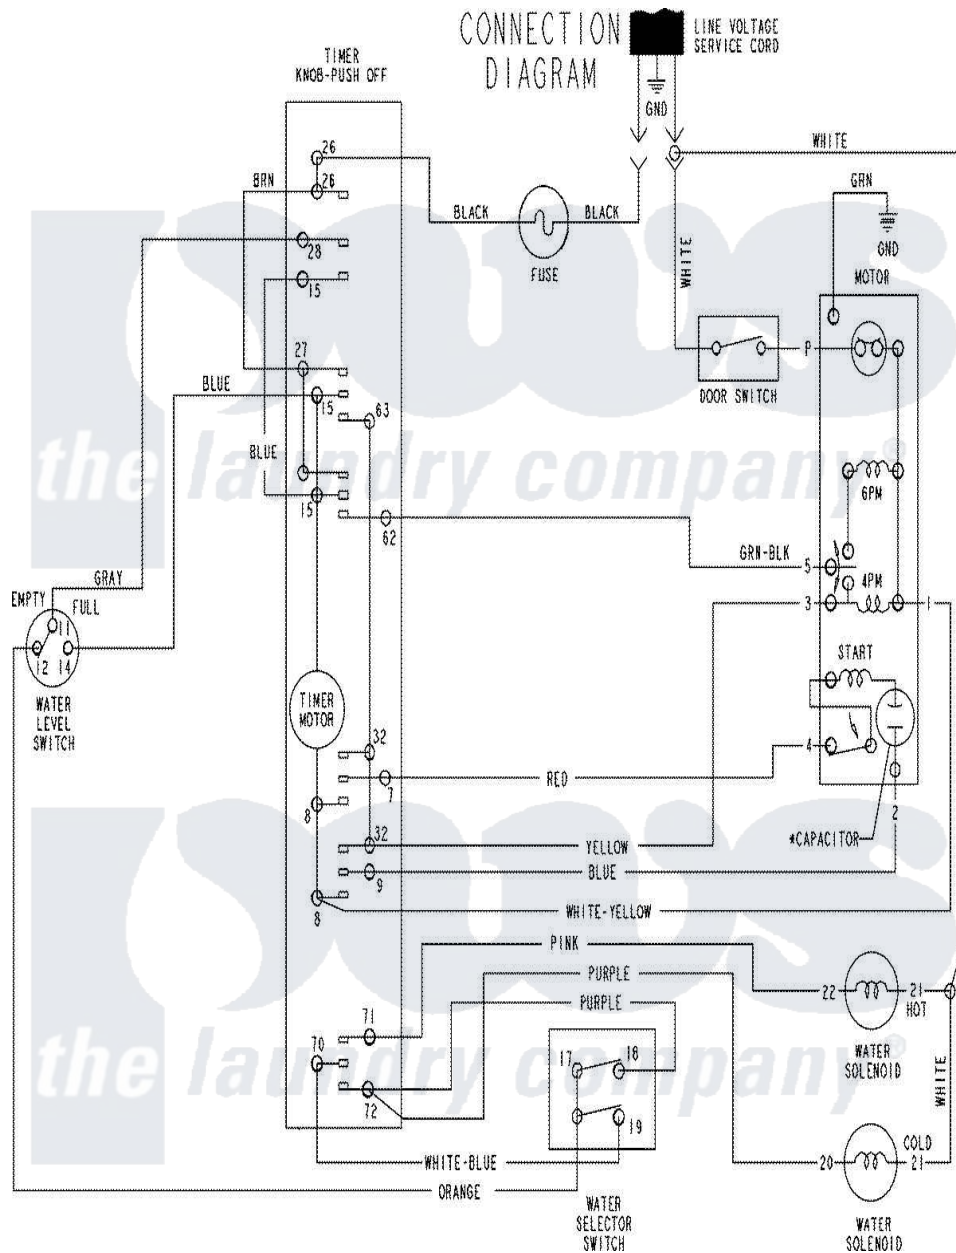 CONNECTION
DIAGRAM
LINE VOLTAGE
SERVICE CORD
TIMER
KNOB-PUSH OFF
GND
WHITE
26
26
BRN
BLACK
BLACK
FUSE
GRN
GND
MOTOR
28
15
WHITE
27
BLUE
15
63
P
DOOR SWITCH
BLUE
the laundry company®
6PM
15
62
GRN-BLK
5
GRAY
4PM
EMPTY
FULL
3
1
11
12
14
START
WATER
LEVEL
SWITCH
TIMER
MOTOR
32
4
RED
7
8
2
*CAPACITOR
32
YELLOW
BLUE
9
8
WHITE-YELLOW
PINK
PURPLE
22
21
HOT
PURPLE
71
70
17
18
WATER
SOLENOID
the laundry company®
WHITE
72
19
COLD
WHITE-BLUE
20
21
ORANGE
WATER
SELECTOR
SWITCH
WATER
SOLENOID